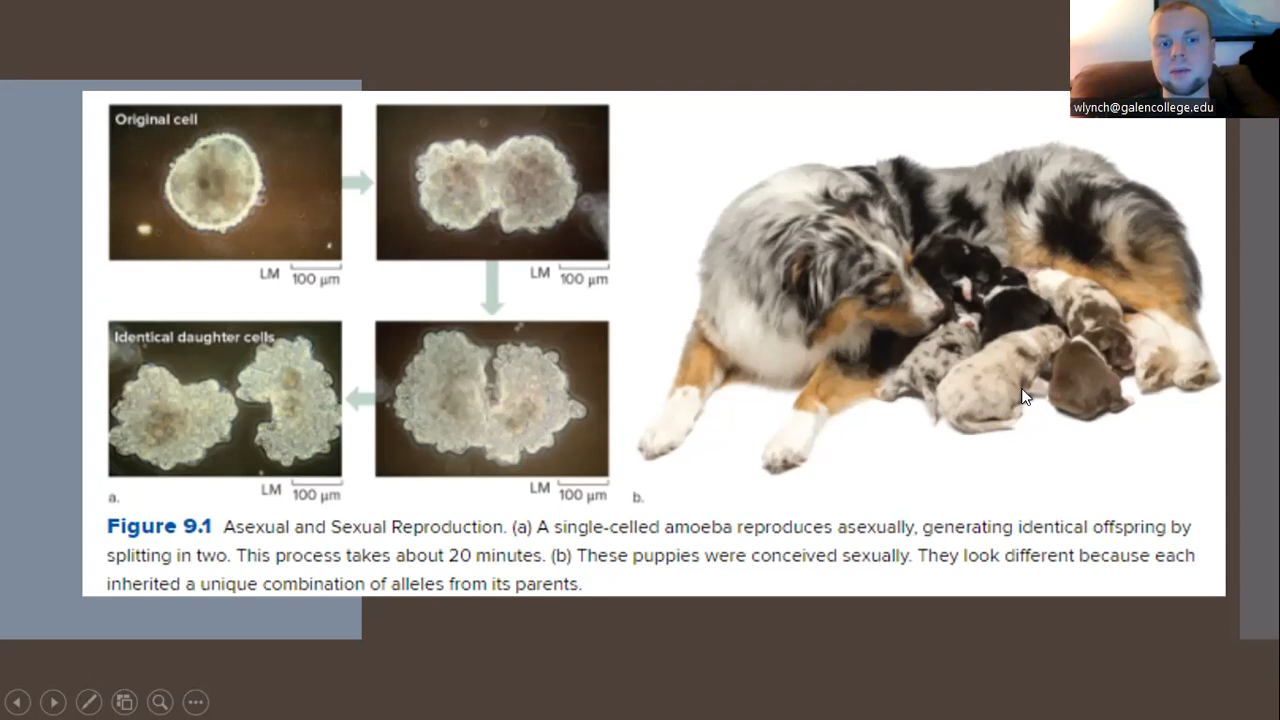 wlynch@galencollege.edu
Original cell
LM 100 μm
LM 100 μm
Identical daughter cells
LM 100 μm
LM 100 μm
a.
b.
Figure 9.1 Asexual and Sexual Reproduction. (a) A single-celled amoeba reproduces asexually, generating identical offspring by
splitting in two. This process takes about 20 minutes. (b) These puppies were conceived sexually. They look different because each
inherited a unique combination of alleles from its parents.